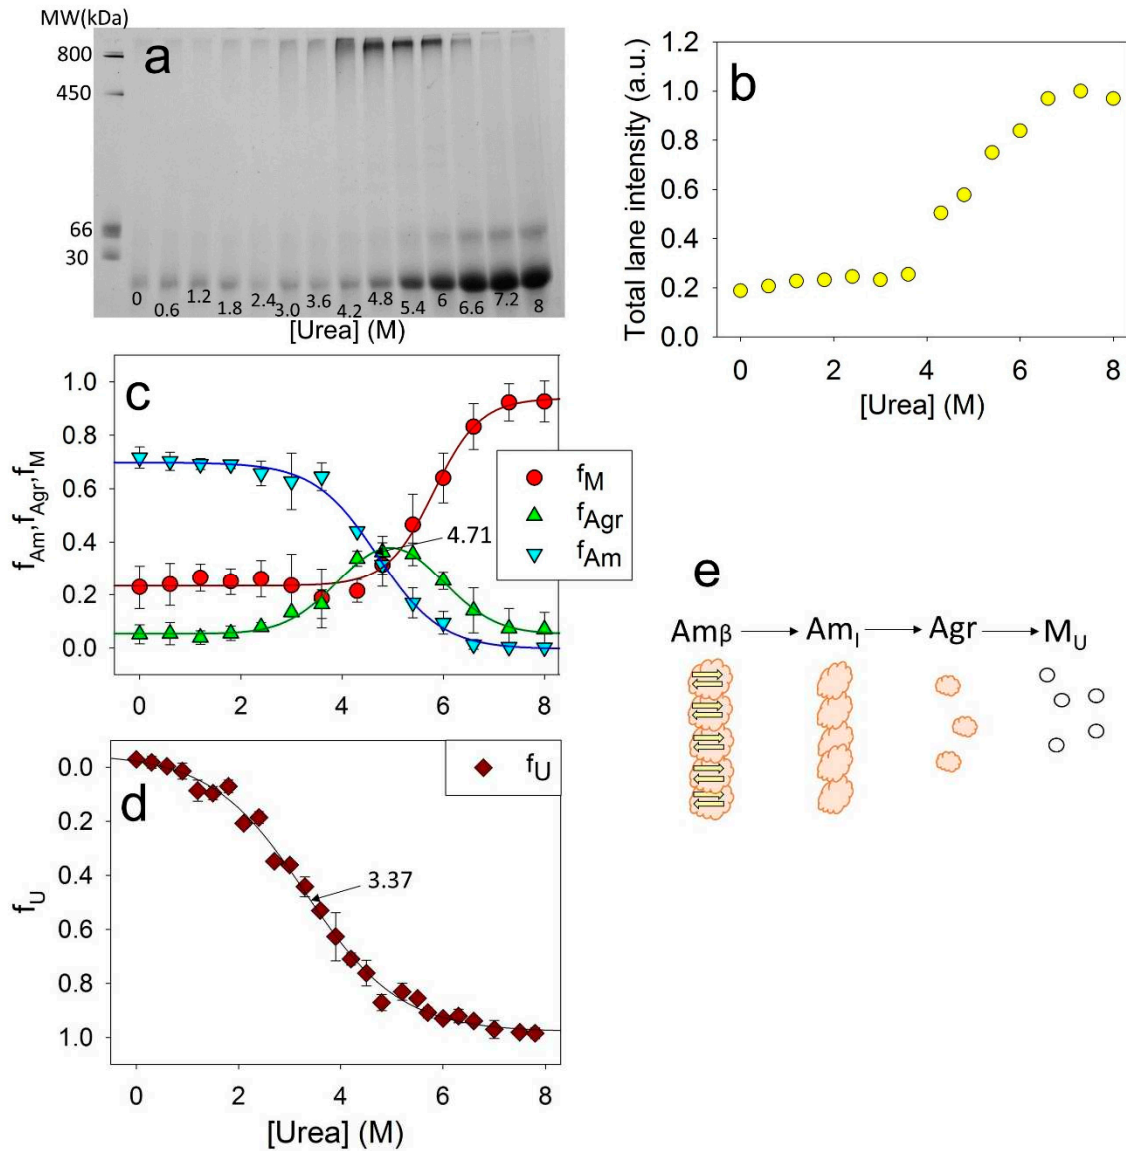 MW(kDa)
800
450
66
30
a
0
0.6
1.2
1.8
2.4
3.0
3.6
4.2
4.8
5.4
6
6.6
7.2
8
[Urea] (M)
b
Total lane intensity (a.u.)
1.2
1.0
0.8
0.6
0.4
0.2
0.0
0 2 4 6 8
[Urea] (M)
c
fAm,fAgr,fM
1.0
0.8
0.6
0.4
0.2
0.0
4.71
fM
fAgr
fAm
0 2 4 6 8
d
fU
0.0
0.2
0.4
0.6
0.8
1.0
3.37
fU
0 2 4 6 8
[Urea] (M)
e
Amβ AmI Agr MU